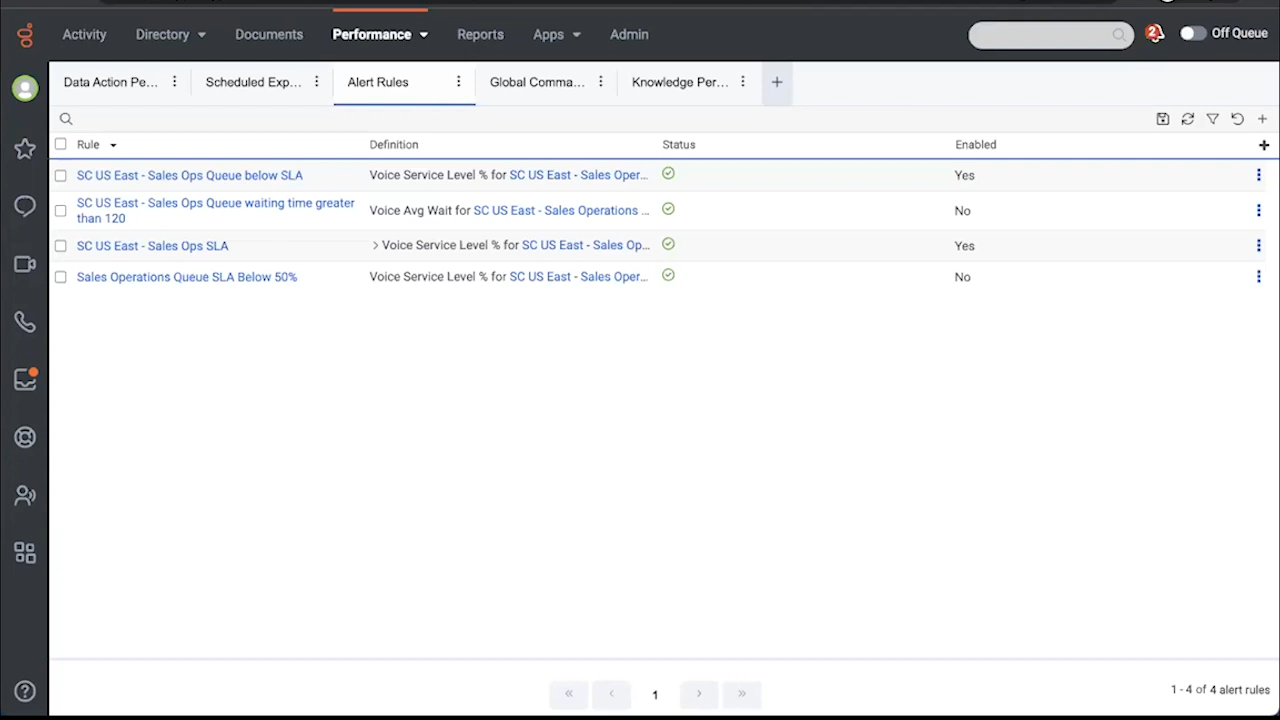 Activity Directory Documents Performance Reports Apps Admin 2 Off Queue
Data Action Pe... Scheduled Exp... Alert Rules Global Comma... Knowledge Per... +
Rule Definition Status Enabled
SC US East - Sales Ops Queue below SLA Voice Service Level % for SC US East - Sales Oper... Yes
SC US East - Sales Ops Queue waiting time greater
than 120 Voice Avg Wait for SC US East - Sales Operations ... No
SC US East - Sales Ops SLA > Voice Service Level % for SC US East - Sales Op... Yes
Sales Operations Queue SLA Below 50% Voice Service Level % for SC US East - Sales Oper... No
« ‹ 1 › »
1 - 4 of 4 alert rules